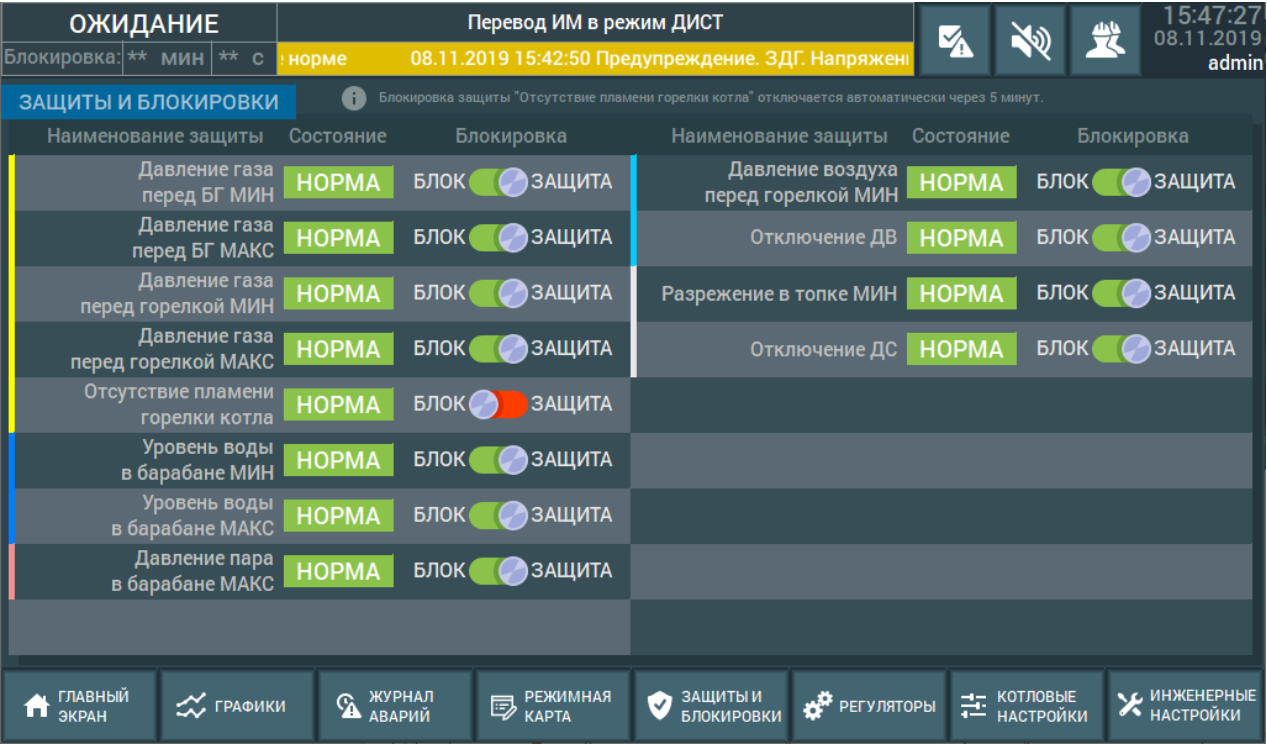 ОЖИДАНИЕ
Перевод ИМ в режим ДИСТ
15:47:27
08.11.2019
admin
Блокировка: ** мин ** с
норме 08.11.2019 15:42:50 Предупреждение. ЗДГ. Напряжен
ЗАЩИТЫ И БЛОКИРОВКИ
Блокировка защиты "Отсутствие пламени горелки котла" отключается автоматически через 5 минут.
Наименование защиты Состояние Блокировка
Давление газа
перед БГ МИН
НОРМА БЛОК ЗАЩИТА
Давление газа
перед БГ МАКС
НОРМА БЛОК ЗАЩИТА
Давление газа
перед горелкой МИН
НОРМА БЛОК ЗАЩИТА
Давление газа
перед горелкой МАКС
НОРМА БЛОК ЗАЩИТА
Отсутствие пламени
горелки котла
НОРМА БЛОК ЗАЩИТА
Уровень воды
в барабане МИН
НОРМА БЛОК ЗАЩИТА
Уровень воды
в барабане МАКС
НОРМА БЛОК ЗАЩИТА
Давление пара
в барабане МАКС
НОРМА БЛОК ЗАЩИТА
Наименование защиты Состояние Блокировка
Давление воздуха
перед горелкой МИН
НОРМА БЛОК ЗАЩИТА
Отключение ДВ НОРМА БЛОК ЗАЩИТА
Разрежение в топке МИН НОРМА БЛОК ЗАЩИТА
Отключение ДС НОРМА БЛОК ЗАЩИТА
ГЛАВНЫЙ
ЭКРАН
ГРАФИКИ
ЖУРНАЛ
АВАРИЙ
РЕЖИМНАЯ
КАРТА
ЗАЩИТЫ И
БЛОКИРОВКИ
РЕГУЛЯТОРЫ
КОТЛОВЫЕ
НАСТРОЙКИ
ИНЖЕНЕРНЫЕ
НАСТРОЙКИ